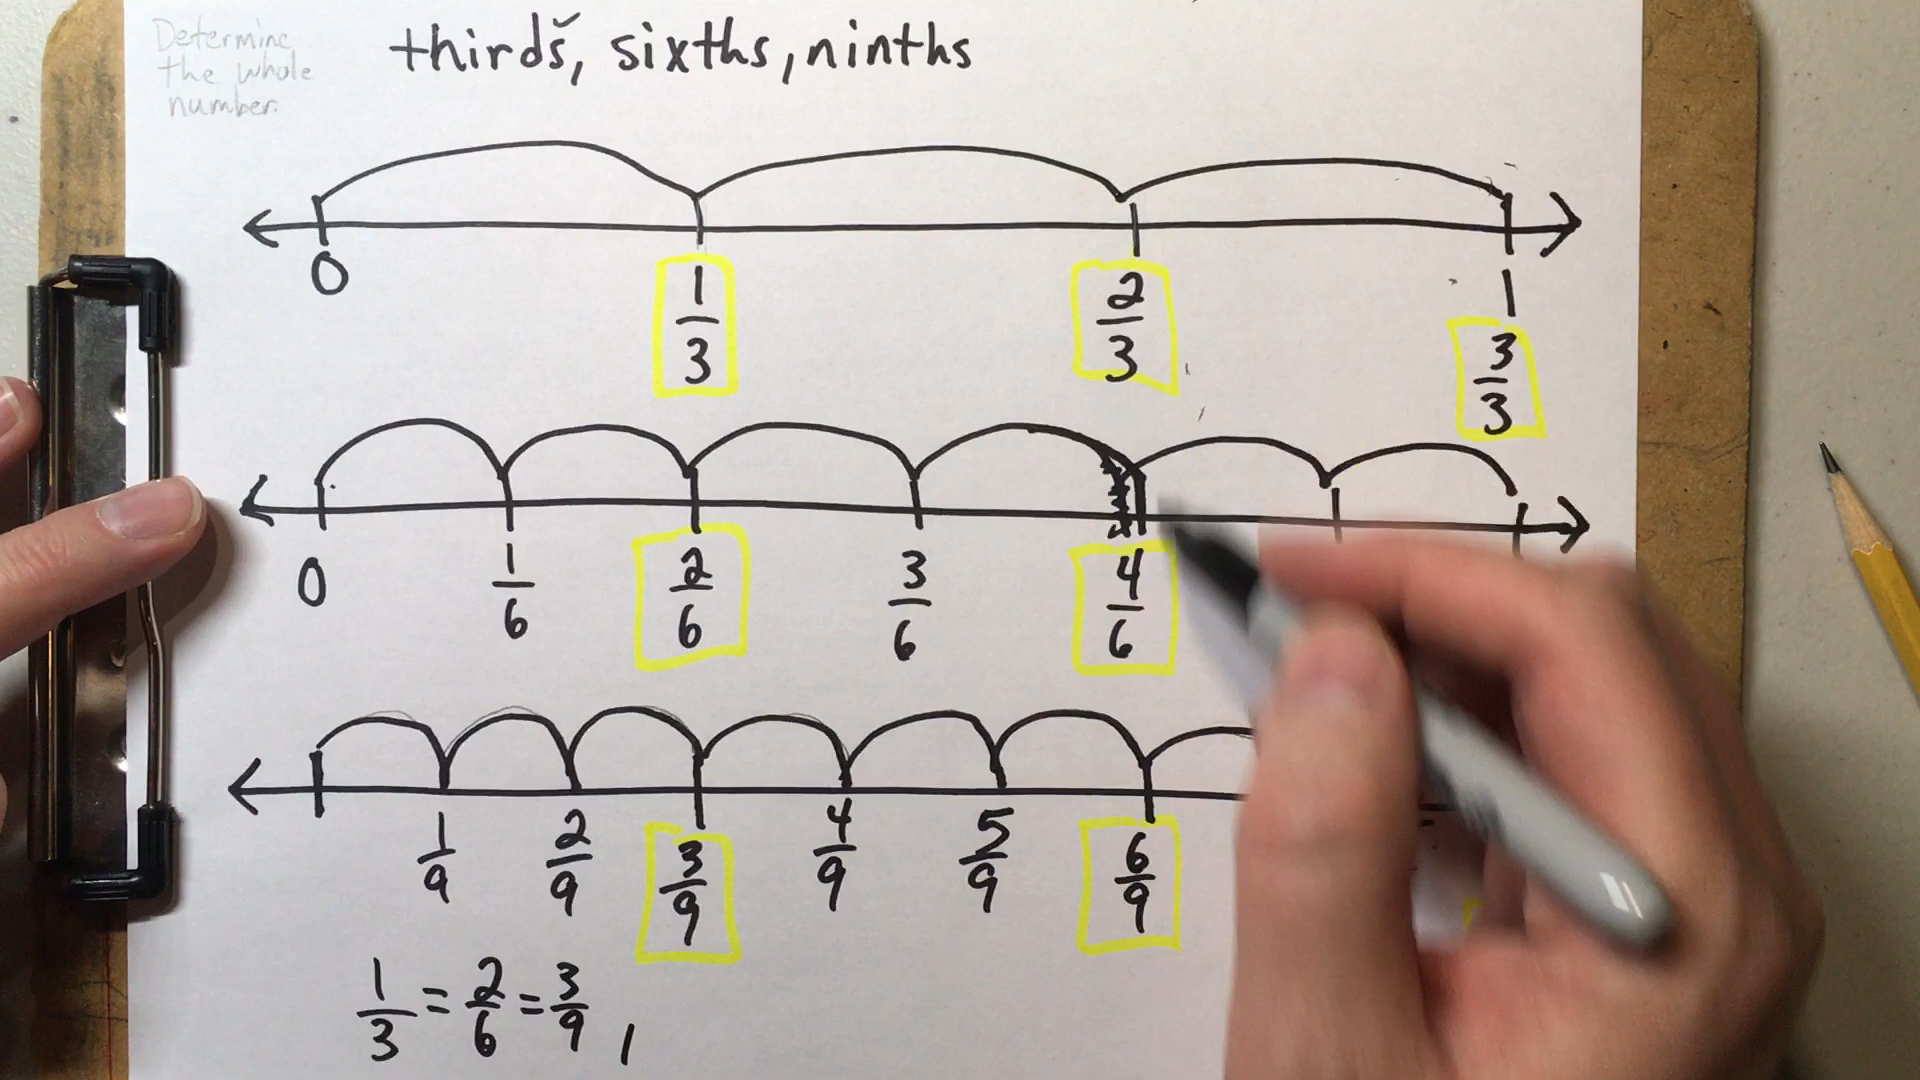 Determine
the whole
number.
thirds, sixths, ninths
0 1/3 2/3 1
3/3
0 1/6 2/6 3/6 4/6
1/9 2/9 3/9 4/9 5/9 6/9
1/3 = 2/6 = 3/9 ,